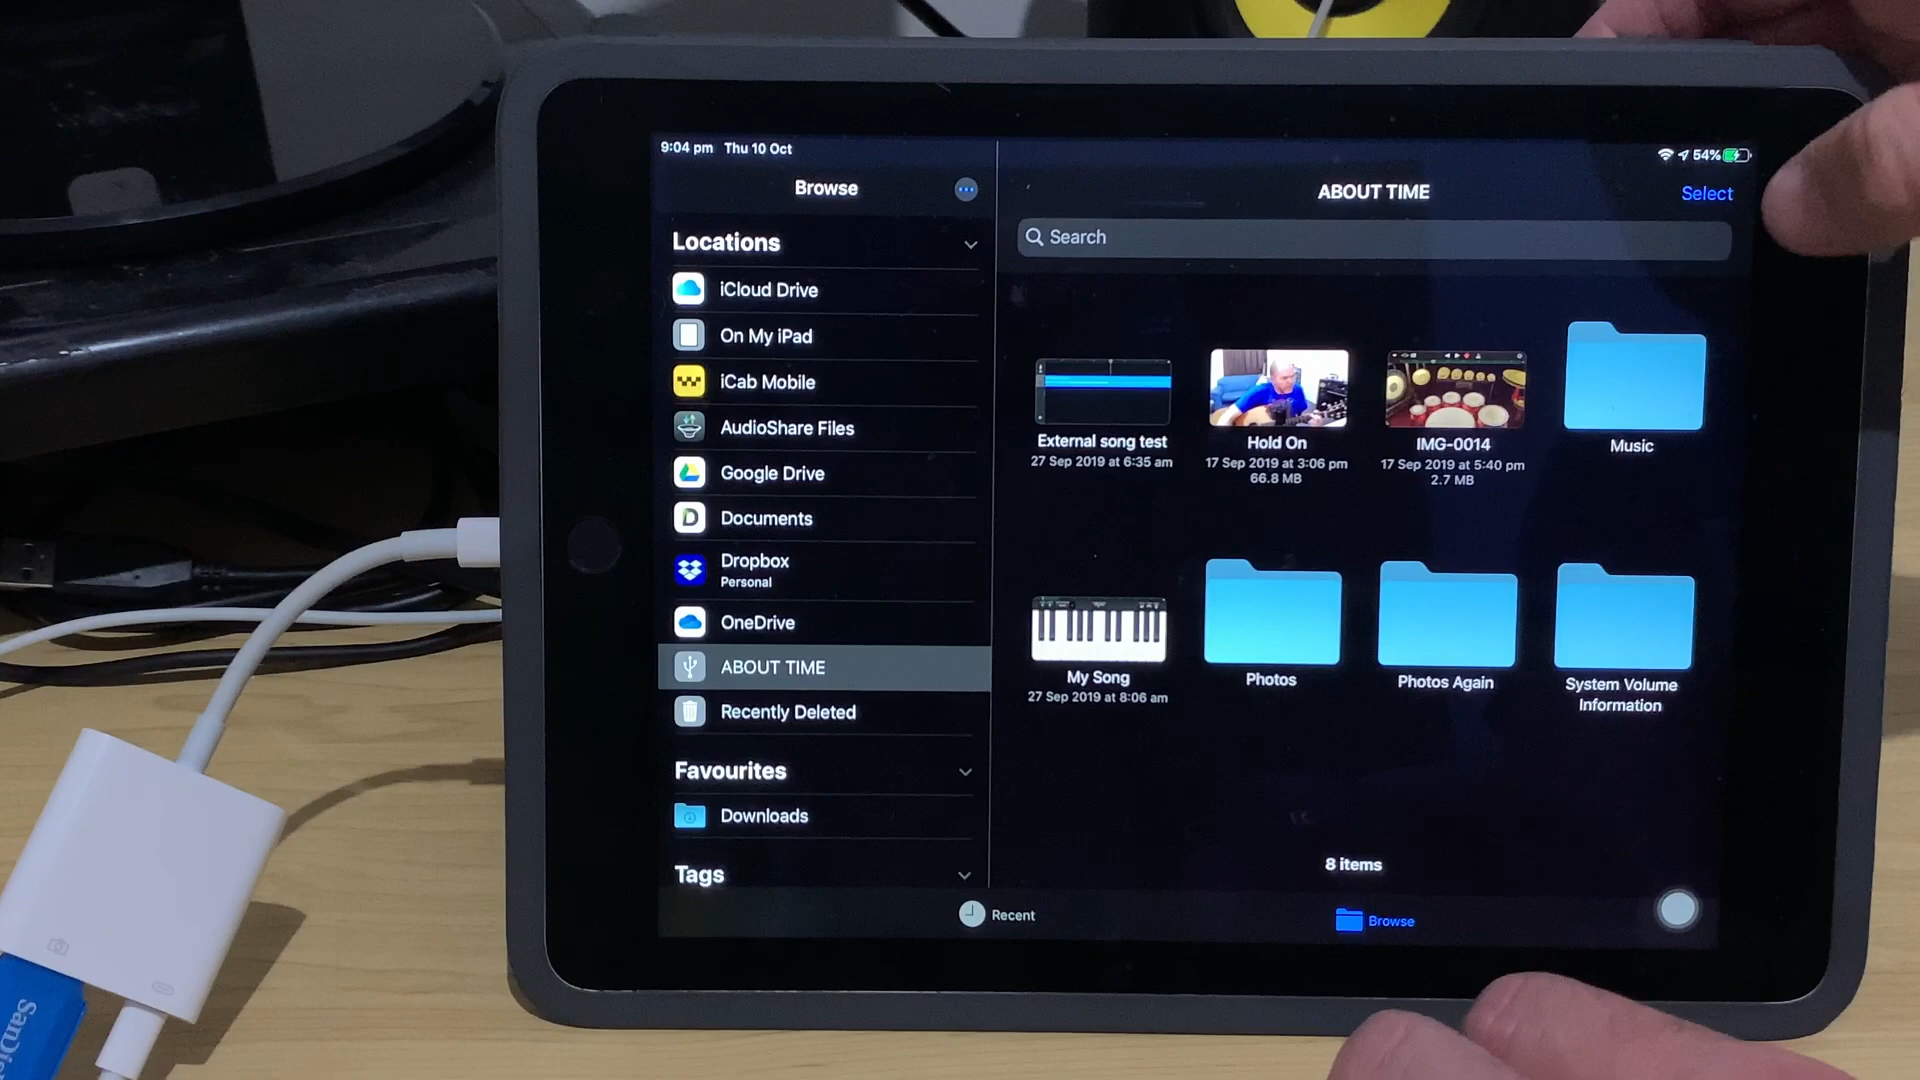 9:04 pm Thu 10 Oct
54%
Browse
Locations
iCloud Drive
On My iPad
iCab Mobile
AudioShare Files
Google Drive
Documents
Dropbox
Personal
OneDrive
ABOUT TIME
Recently Deleted
Favourites
Downloads
Tags
ABOUT TIME
Select
Search
External song test
27 Sep 2019 at 6:35 am
Hold On
17 Sep 2019 at 3:06 pm
66.8 MB
IMG-0014
17 Sep 2019 at 5:40 pm
2.7 MB
Music
My Song
27 Sep 2019 at 8:06 am
Photos
Photos Again
System Volume
Information
8 items
Recent
Browse